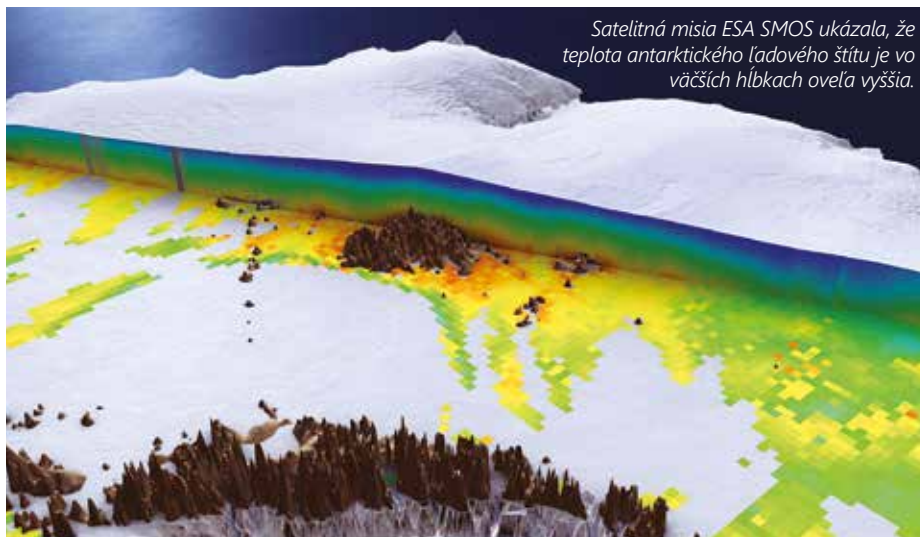 Satelitná misia ESA SMOS ukázala, že
teplota antarktického ľadového štítu je vo
väčších hĺbkach oveľa vyššia.